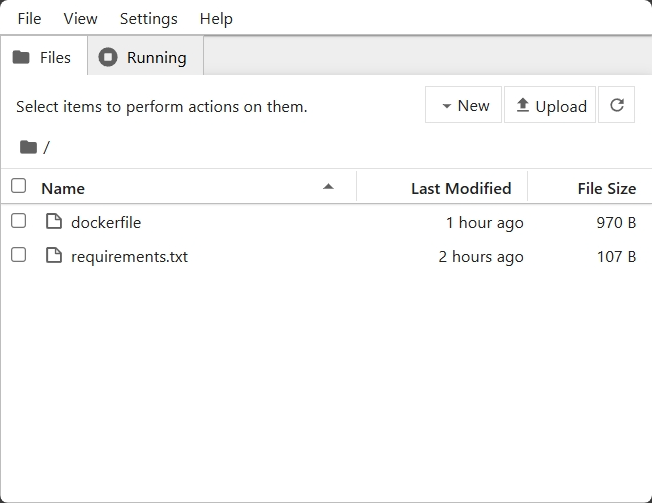 File View Settings Help
Files Running
Select items to perform actions on them. New Upload
/
Name Last Modified File Size
dockerfile 1 hour ago 970 B
requirements.txt 2 hours ago 107 B